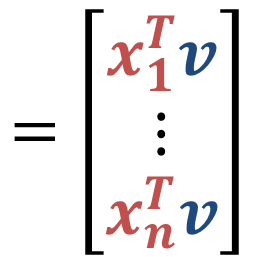 x_1^T v
=
⋮
x_n^T v